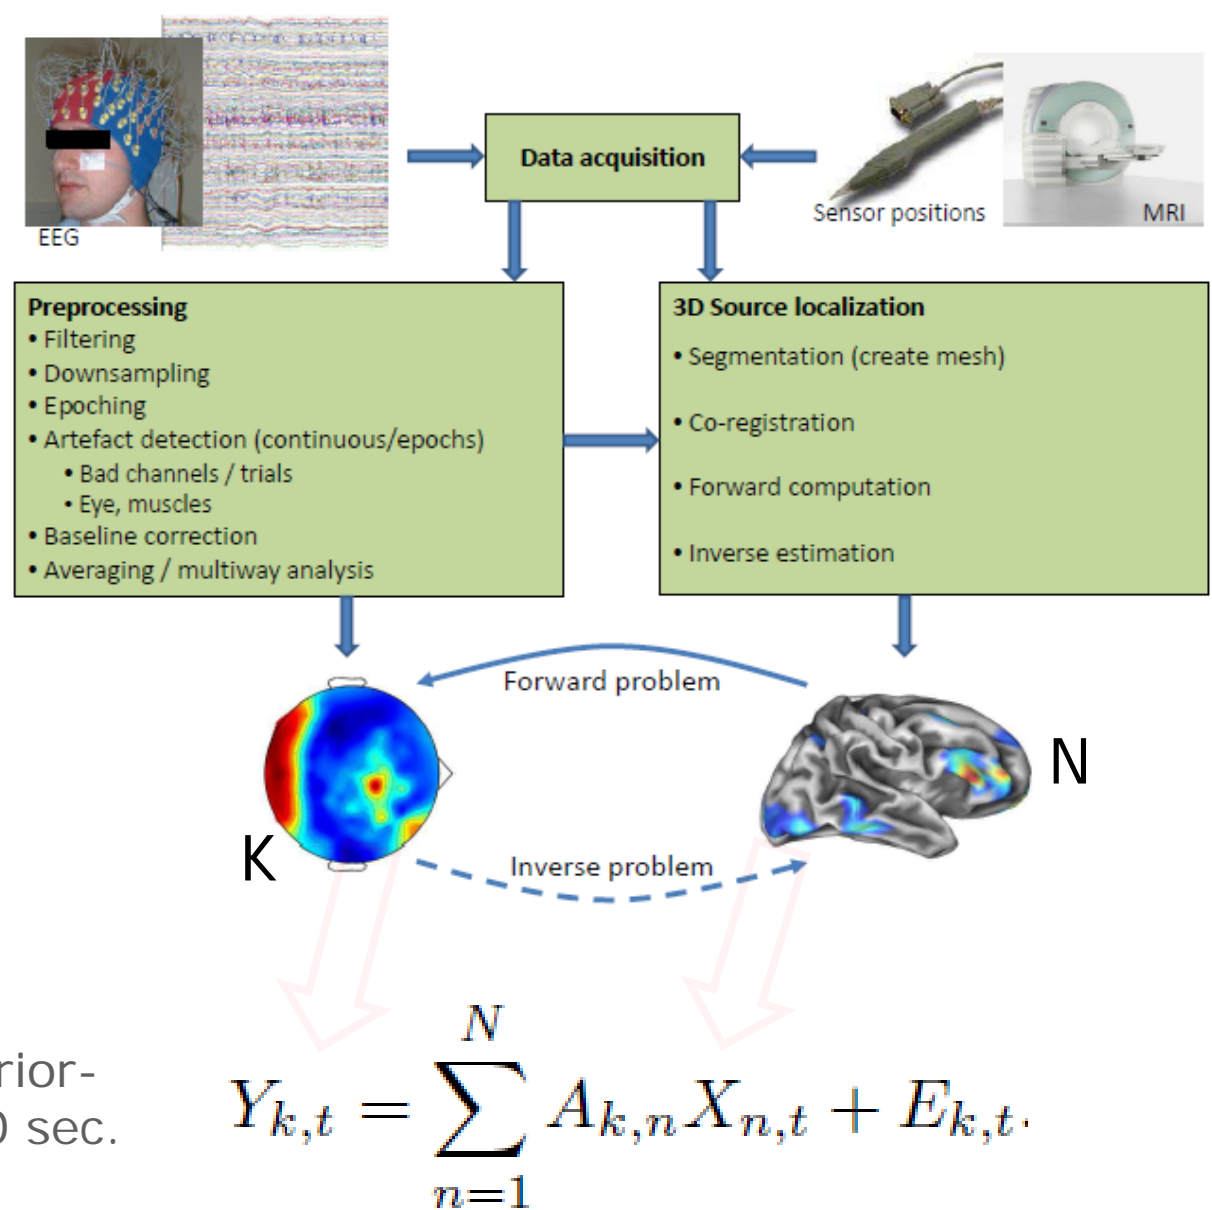 EEG
Data acquisition
Sensor positions
MRI
Preprocessing
• Filtering
• Downsampling
• Epoching
• Artefact detection (continuous/epochs)
• Bad channels / trials
• Eye, muscles
• Baseline correction
• Averaging / multiway analysis
3D Source localization
• Segmentation (create mesh)
• Co-registration
• Forward computation
• Inverse estimation
Forward problem
N
K
Inverse problem
rior-
sec.
Y_{k,t} = \sum_{n=1}^{N} A_{k,n} X_{n,t} + E_{k,t}.